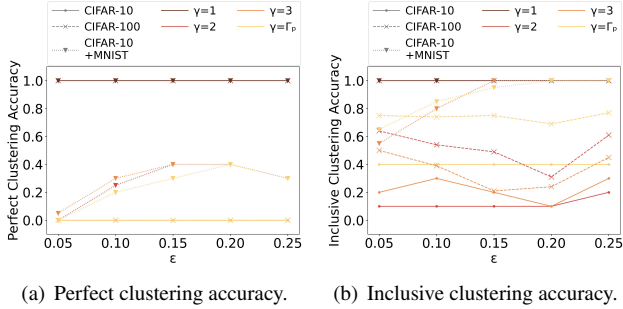 CIFAR-10 γ=1 γ=3
CIFAR-100 γ=2 γ=Γₚ
CIFAR-10
+MNIST
Perfect Clustering Accuracy
1.0
0.8
0.6
0.4
0.2
0.0
0.05 0.10 0.15 0.20 0.25
ε
(a) Perfect clustering accuracy.
CIFAR-10 γ=1 γ=3
CIFAR-100 γ=2 γ=Γₚ
CIFAR-10
+MNIST
Inclusive Clustering Accuracy
1.0
0.8
0.6
0.4
0.2
0.0
0.05 0.10 0.15 0.20 0.25
ε
(b) Inclusive clustering accuracy.